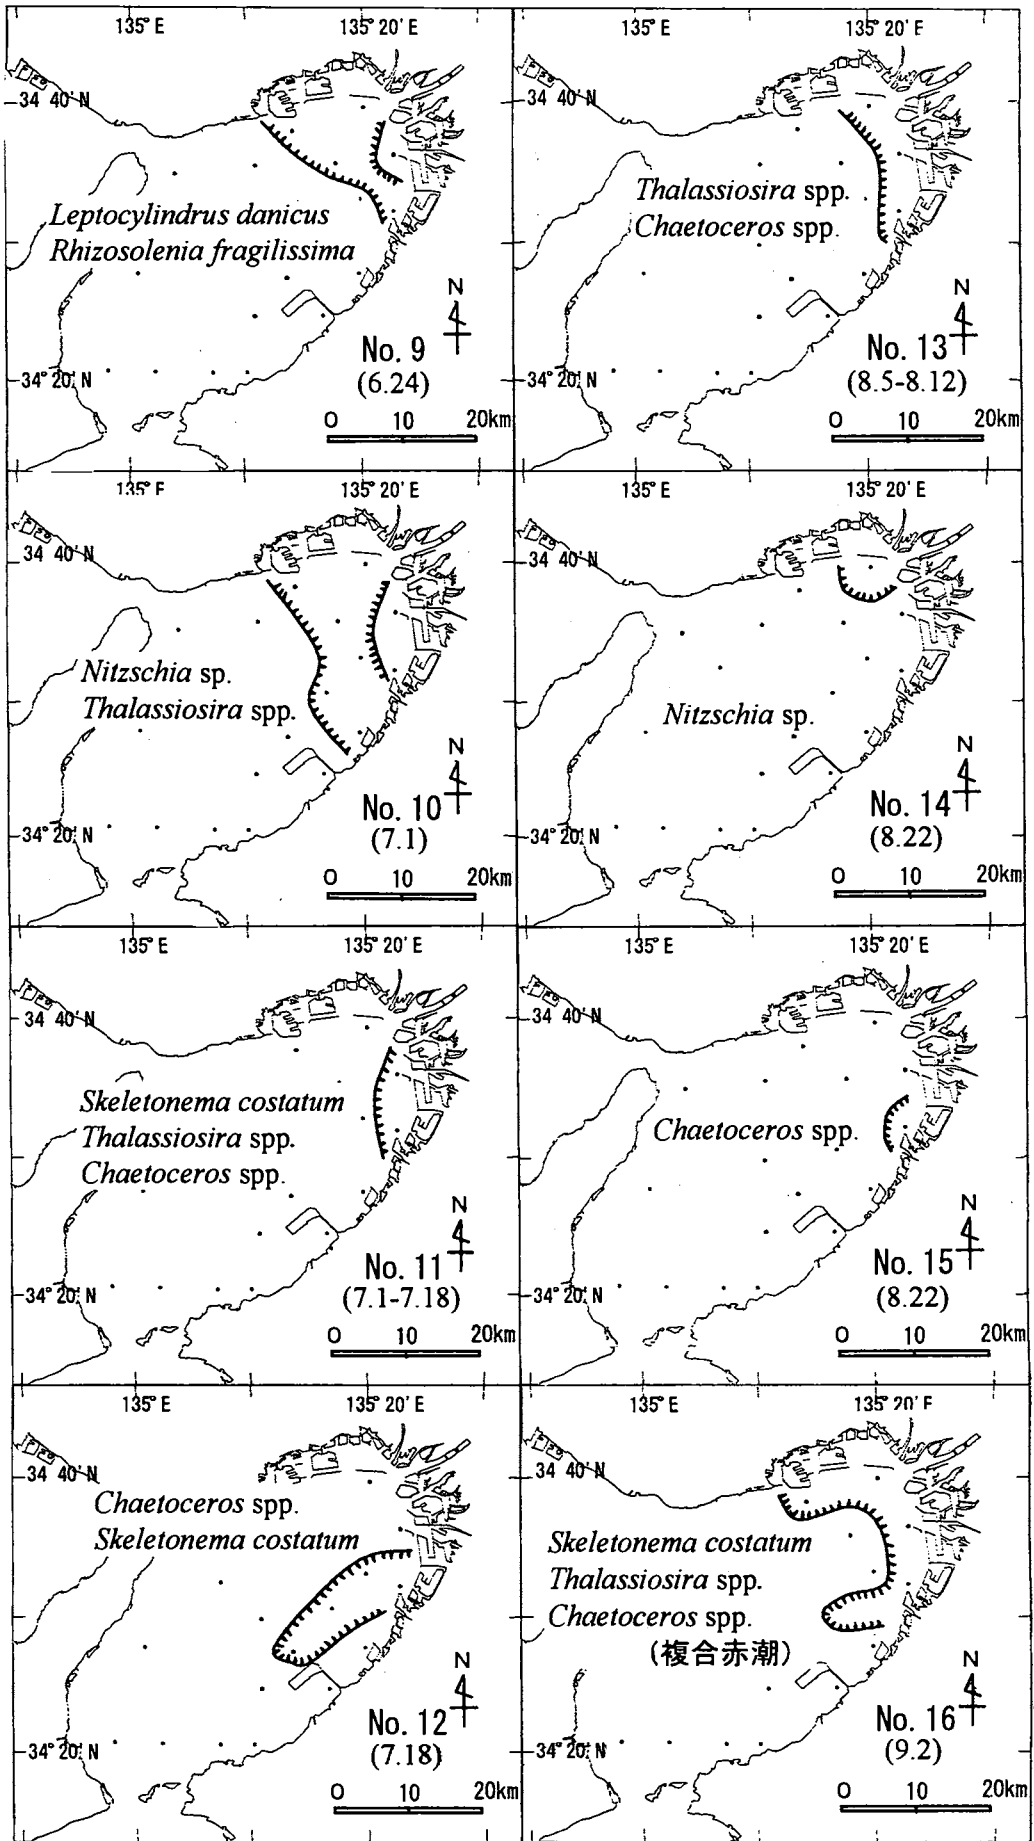 135° E 135° 20′ E
34 40′ N
Leptocylindrus danicus
Rhizosolenia fragilissima
N
No. 9
(6.24)
34° 20′ N
0 10 20km
135° E 135° 20′ E
34 40′ N
Nitzschia sp.
Thalassiosira spp.
N
No. 10
(7.1)
34° 20′ N
0 10 20km
135° E 135° 20′ E
34 40′ N
Skeletonema costatum
Thalassiosira spp.
Chaetoceros spp.
N
No. 11
(7.1-7.18)
34° 20′ N
0 10 20km
135° E 135° 20′ E
34 40′ N
Chaetoceros spp.
Skeletonema costatum
N
No. 12
(7.18)
34° 20′ N
0 10 20km
135° E 135° 20′ E
34 40′ N
Thalassiosira spp.
Chaetoceros spp.
N
No. 13
(8.5-8.12)
34° 20′ N
0 10 20km
135° E 135° 20′ E
34 40′ N
Nitzschia sp.
N
No. 14
(8.22)
34° 20′ N
0 10 20km
135° E 135° 20′ E
34 40′ N
Chaetoceros spp.
N
No. 15
(8.22)
34° 20′ N
0 10 20km
135° E 135° 20′ E
34 40′ N
Skeletonema costatum
Thalassiosira spp.
Chaetoceros spp.
(複合赤潮)
N
No. 16
(9.2)
34° 20′ N
0 10 20km